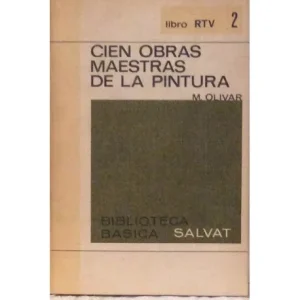 libro RTV 2
CIEN OBRAS
MAESTRAS
DE LA PINTURA
M. OLIVAR
BIBLIOTECA
BASICA SALVAT